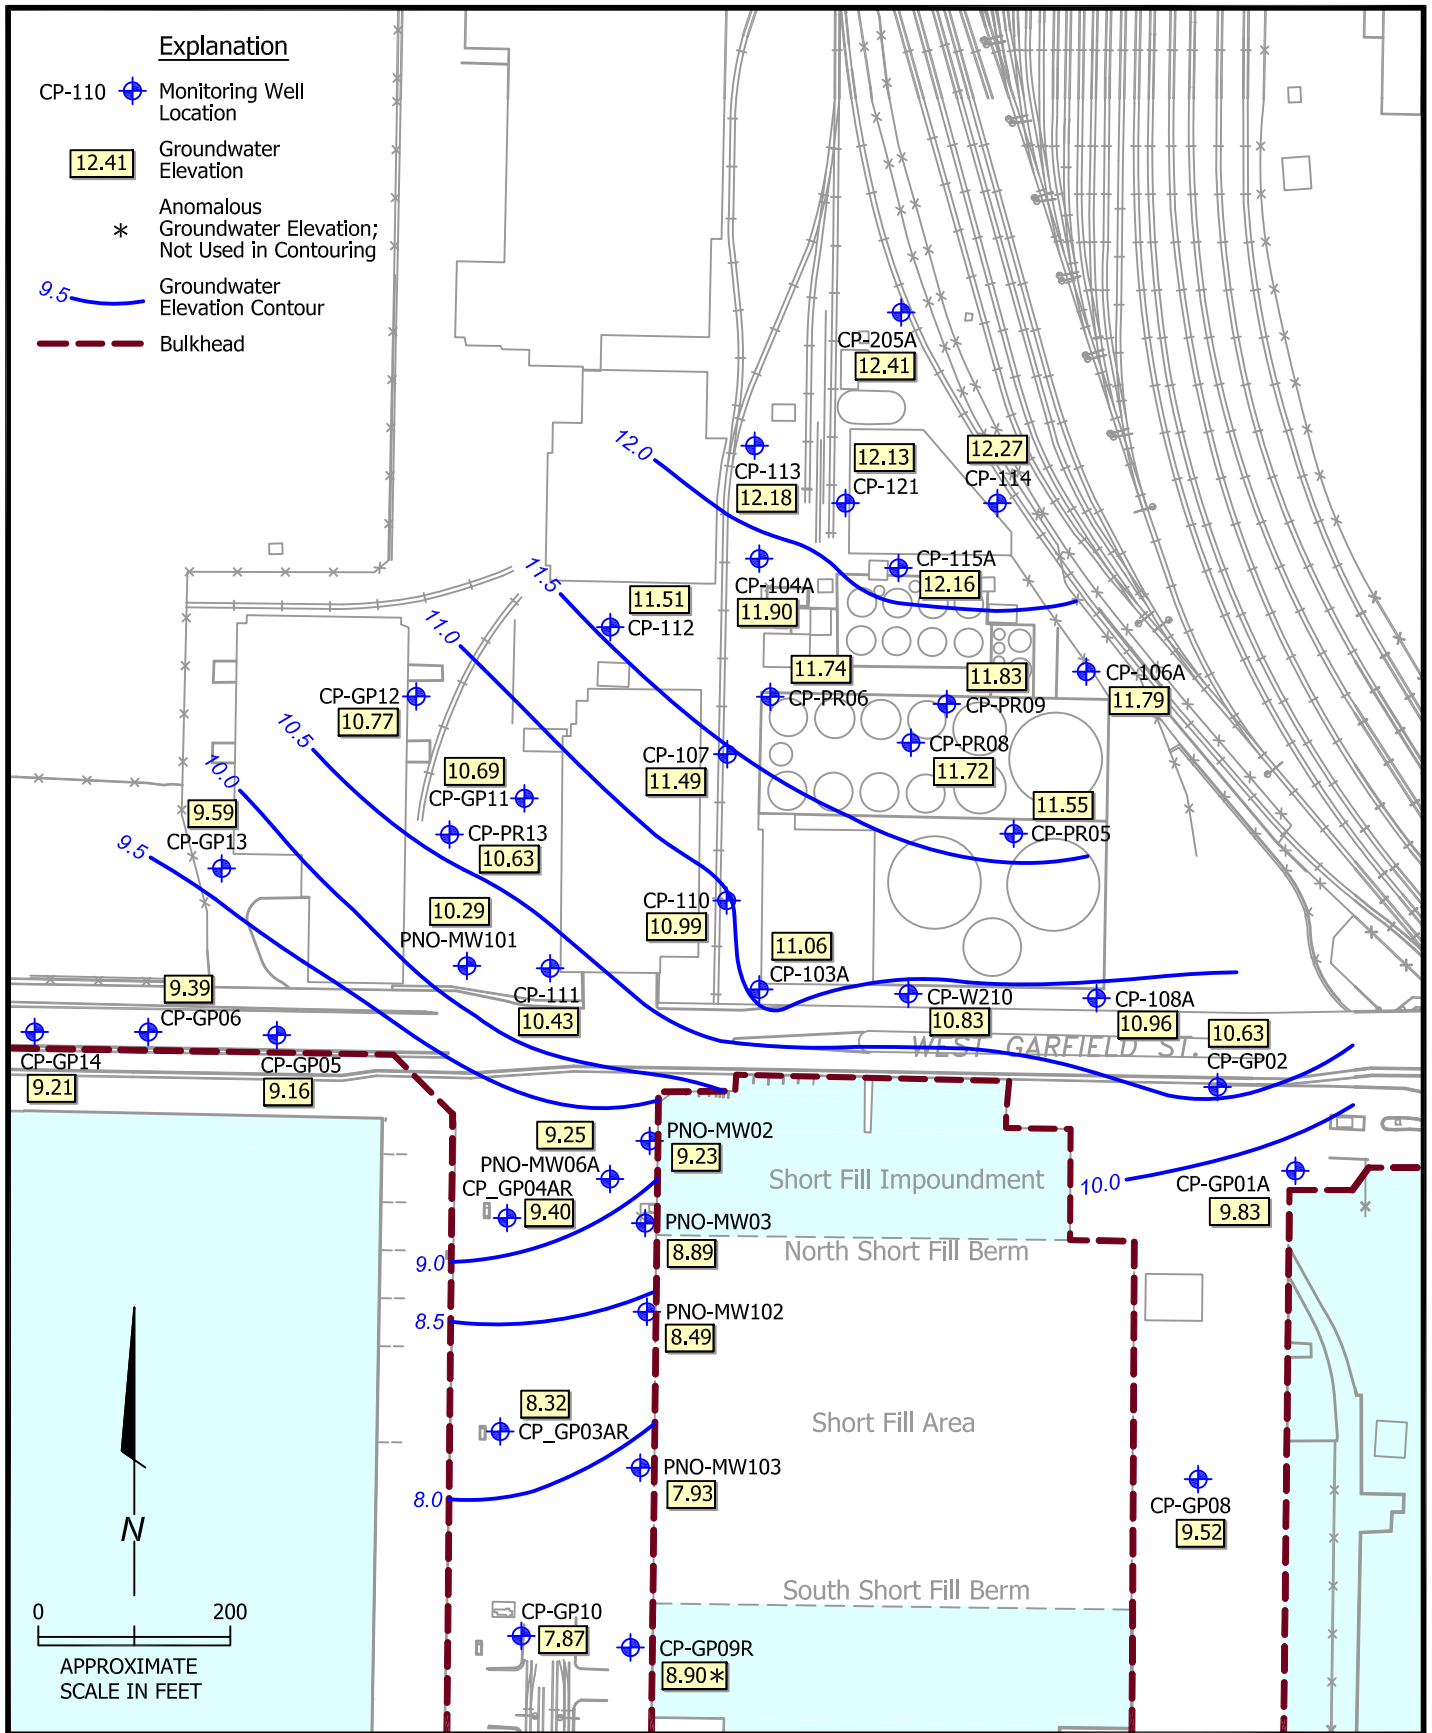 Explanation
CP-110
Monitoring Well
Location
12.41
Groundwater
Elevation
*
Anomalous
Groundwater Elevation;
Not Used in Contouring
9.5
Groundwater
Elevation Contour
Bulkhead
CP-205A
12.41
12.0
CP-113
12.18
12.13
CP-121
12.27
CP-114
11.5
CP-104A
11.90
CP-115A
12.16
11.0
11.51
CP-112
11.74
CP-PR06
11.83
CP-PR09
CP-106A
11.79
CP-GP12
10.77
10.5
CP-107
11.49
CP-PR08
11.72
10.0
10.69
CP-GP11
9.59
CP-GP13
11.55
CP-PR05
CP-PR13
10.63
9.5
10.29
PNO-MW101
CP-110
10.99
11.06
CP-103A
9.39
CP-GP06
CP-111
10.43
CP-W210
10.83
CP-108A
10.96
10.63
CP-GP02
WEST GARFIELD ST.
CP-GP14
9.21
CP-GP05
9.16
9.25
PNO-MW06A
PNO-MW02
9.23
CP_GP04AR
9.40
Short Fill Impoundment
10.0
CP-GP01A
9.83
PNO-MW03
8.89
North Short Fill Berm
9.0
8.5
PNO-MW102
8.49
8.32
CP_GP03AR
Short Fill Area
PNO-MW103
7.93
8.0
CP-GP08
9.52
N
South Short Fill Berm
0 200
APPROXIMATE
SCALE IN FEET
CP-GP10
7.87
CP-GP09R
8.90*